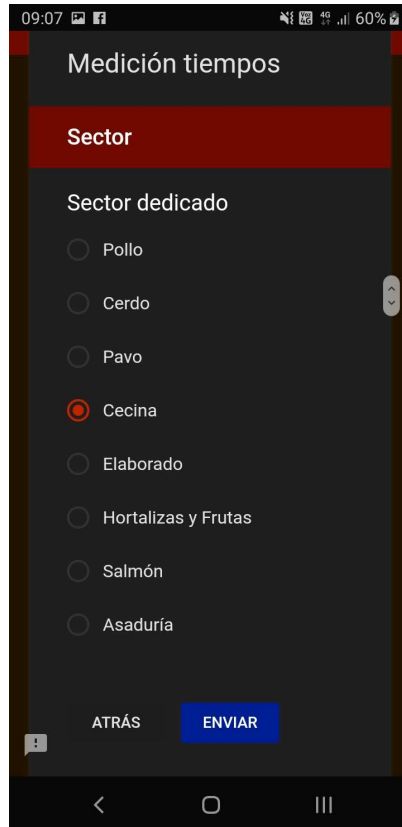 09:07 60%
Medición tiempos
Sector
Sector dedicado
Pollo
Cerdo
Pavo
Cecina
Elaborado
Hortalizas y Frutas
Salmón
Asaduría
ATRÁS ENVIAR